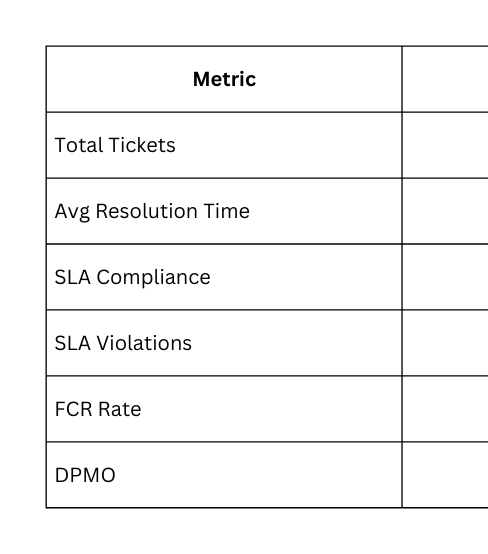 Metric
Total Tickets
Avg Resolution Time
SLA Compliance
SLA Violations
FCR Rate
DPMO